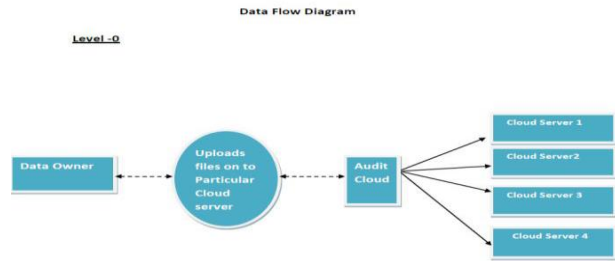 Data Flow Diagram
Level -0
Data Owner
Uploads
files on to
Particular
Cloud
server
Audit
Cloud
Cloud Server 1
Cloud Server2
Cloud Server 3
Cloud Server 4